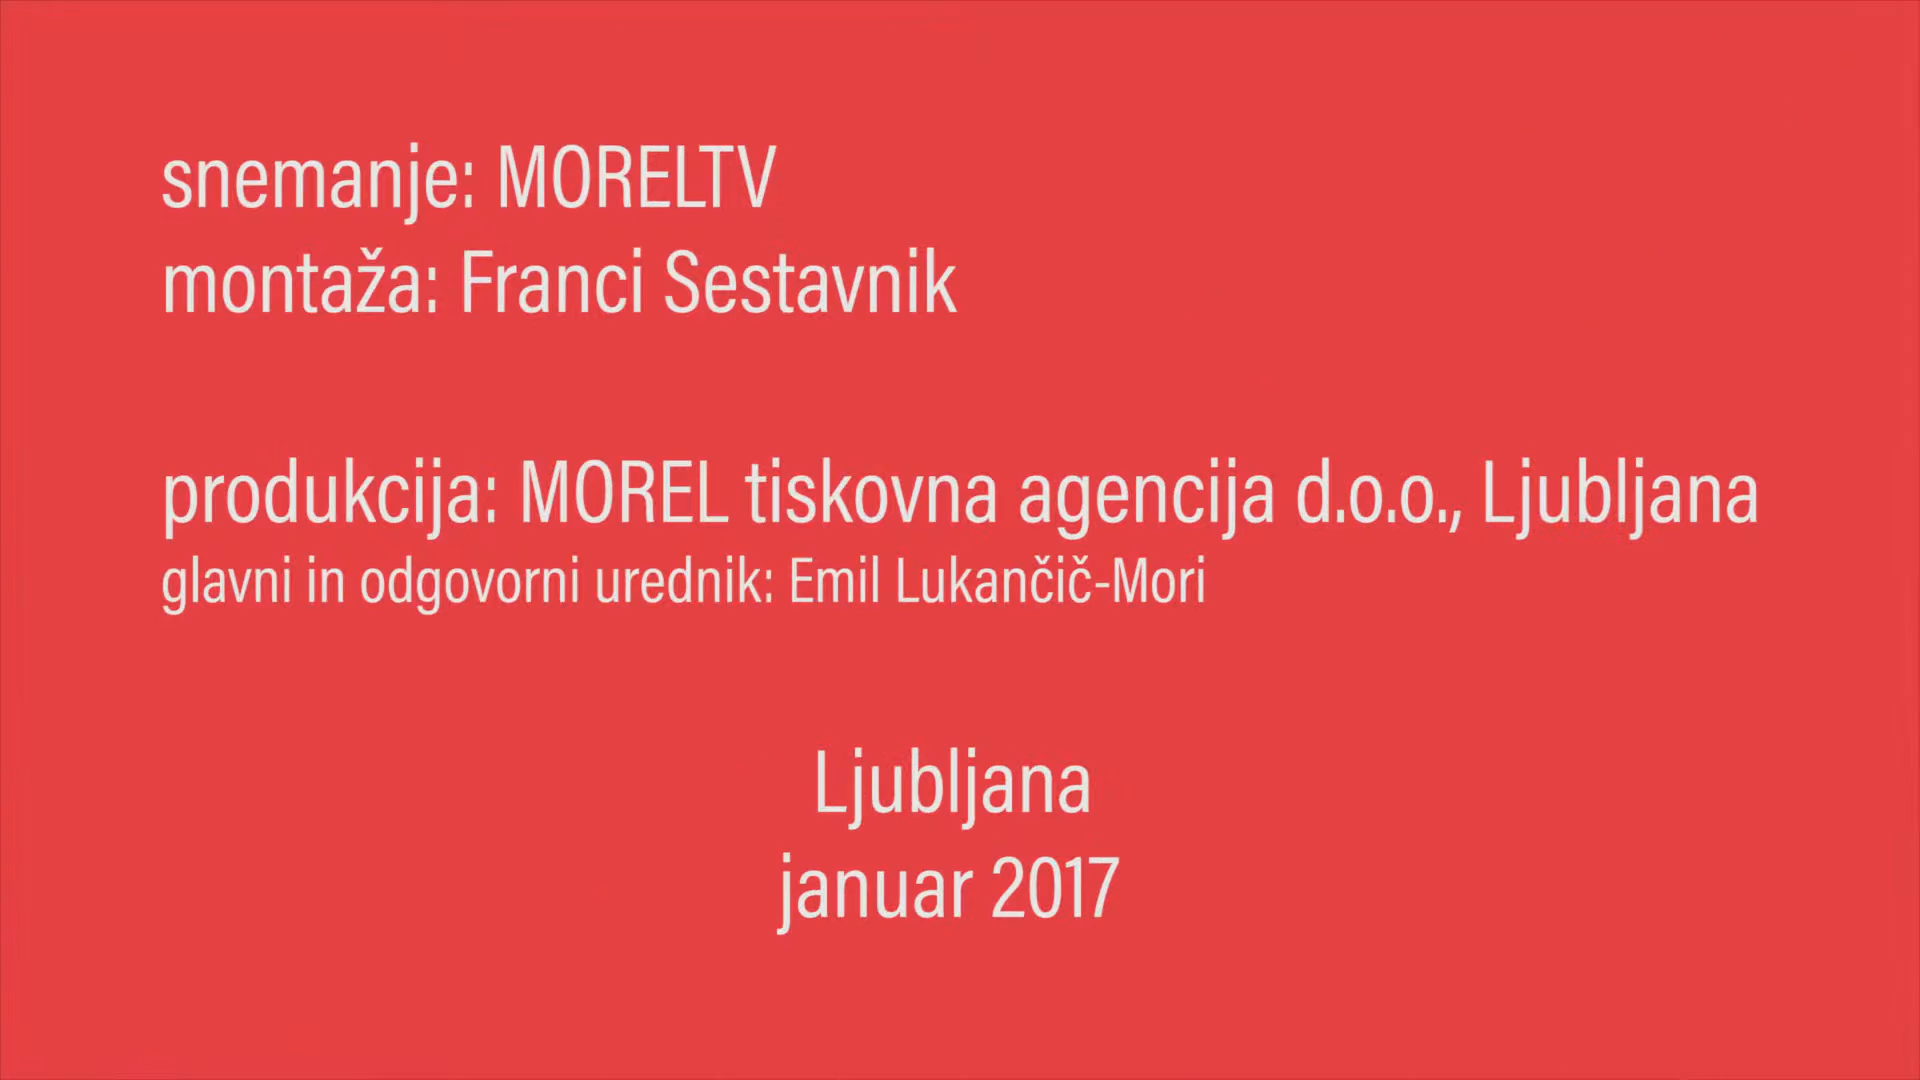 snemanje: MORELTV
montaža: Franci Sestavnik
produkcija: MOREL tiskovna agencija d.o.o., Ljubljana
glavni in odgovorni urednik: Emil Lukančič-Mori
Ljubljana
januar 2017